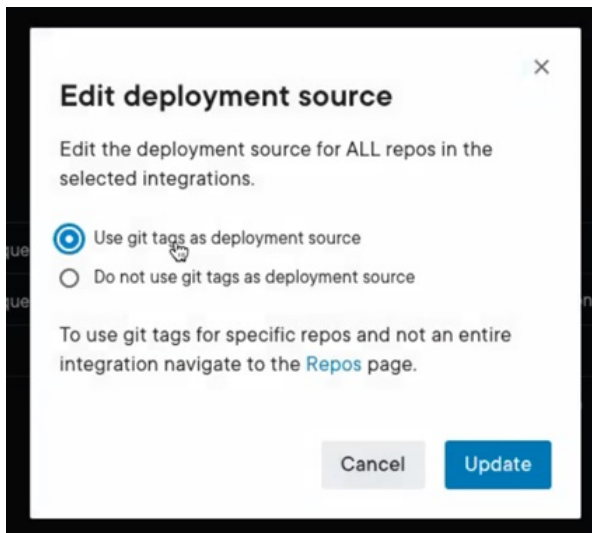 Edit deployment source
Edit the deployment source for ALL repos in the
selected integrations.
Use git tags as deployment source
Do not use git tags as deployment source
To use git tags for specific repos and not an entire
integration navigate to the Repos page.
Cancel
Update